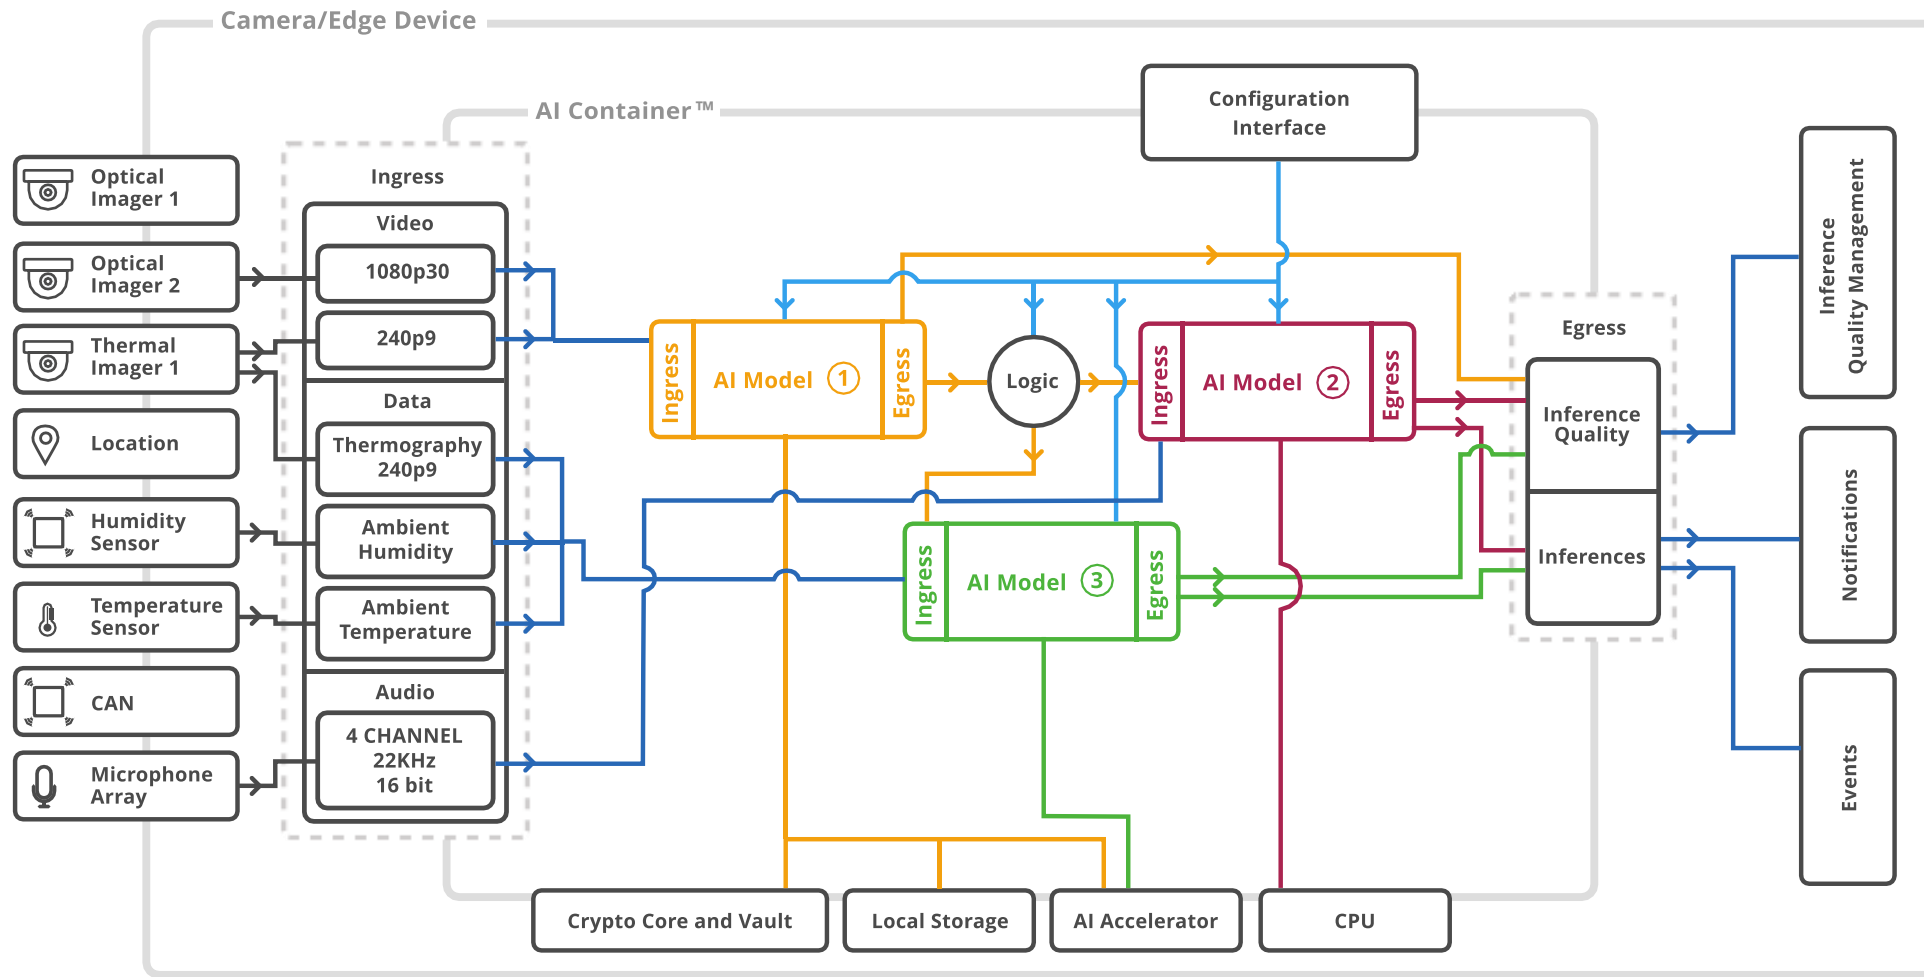 Camera/Edge Device
AI Container™
Configuration
Interface
Optical
Imager 1
Optical
Imager 2
Thermal
Imager 1
Location
Humidity
Sensor
Temperature
Sensor
CAN
Microphone
Array
Ingress
Video
1080p30
240p9
Data
Thermography
240p9
Ambient
Humidity
Ambient
Temperature
Audio
4 CHANNEL
22KHz
16 bit
Ingress
AI Model 1
Egress
Logic
Ingress
AI Model 2
Egress
Ingress
AI Model 3
Egress
Egress
Inference
Quality
Inferences
Inference
Quality Management
Notifications
Events
Crypto Core and Vault
Local Storage
AI Accelerator
CPU